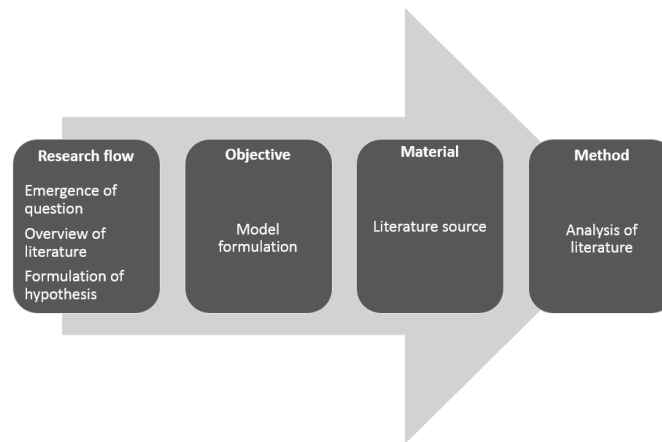 Research flow
Emergence of
question
Overview of
literature
Formulation of
hypothesis
Objective
Model
formulation
Material
Literature source
Method
Analysis of
literature